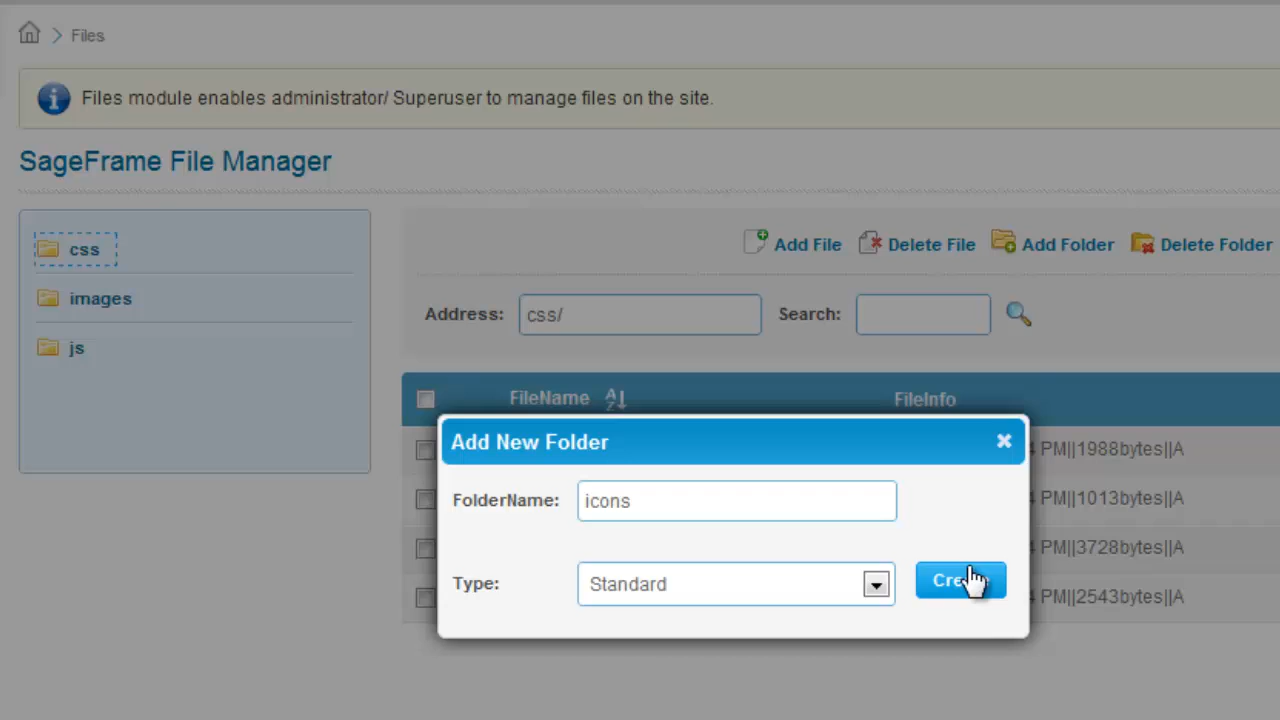 Files
Files module enables administrator/ Superuser to manage files on the site.
SageFrame File Manager
css
images
js
Add File Delete File Add Folder Delete Folder
Address: css/ Search:
FileName FileInfo
Add New Folder
PM||1988bytes||A
FolderName: icons
PM||1013bytes||A
PM||3728bytes||A
Type: Standard
PM||2543bytes||A